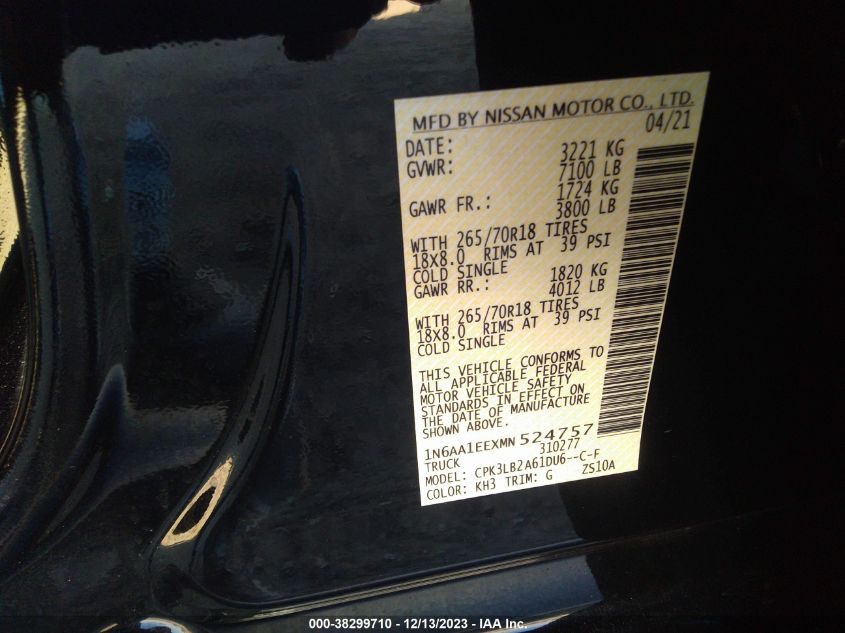 MFD BY NISSAN MOTOR CO., LTD.
DATE: 04/21
GVWR: 3221 KG
7100 LB
GAWR FR.: 1724 KG
3800 LB
WITH 265/70R18 TIRES
18X8.0 RIMS AT 39 PSI
COLD SINGLE
GAWR RR.: 1820 KG
4012 LB
WITH 265/70R18 TIRES
18X8.0 RIMS AT 39 PSI
COLD SINGLE
THIS VEHICLE CONFORMS TO
ALL APPLICABLE FEDERAL
MOTOR VEHICLE SAFETY
STANDARDS IN EFFECT ON
THE DATE OF MANUFACTURE
SHOWN ABOVE.
1N6AA1EEXMN524757
TRUCK 310277
MODEL: CPK3LB2A61DU6--C-F
COLOR: KH3 TRIM: G ZS10A
000-38299710 - 12/13/2023 - IAA Inc.